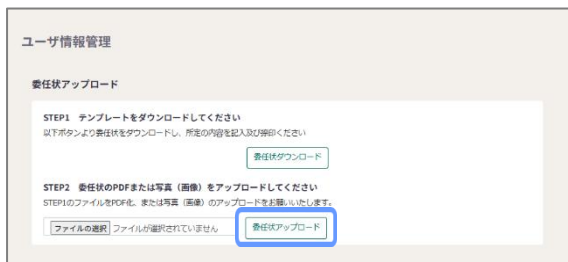 ユーザ情報管理
委任状アップロード
STEP1 テンプレートをダウンロードしてください
以下ボタンより委任状をダウンロードし、所定の内容を記入及び押印ください
委任状ダウンロード
STEP2 委任状のPDFまたは写真（画像）をアップロードしてください
STEP1のファイルをPDF化、または写真（画像）のアップロードをお願いいたします。
ファイルの選択 ファイルが選択されていません 委任状アップロード